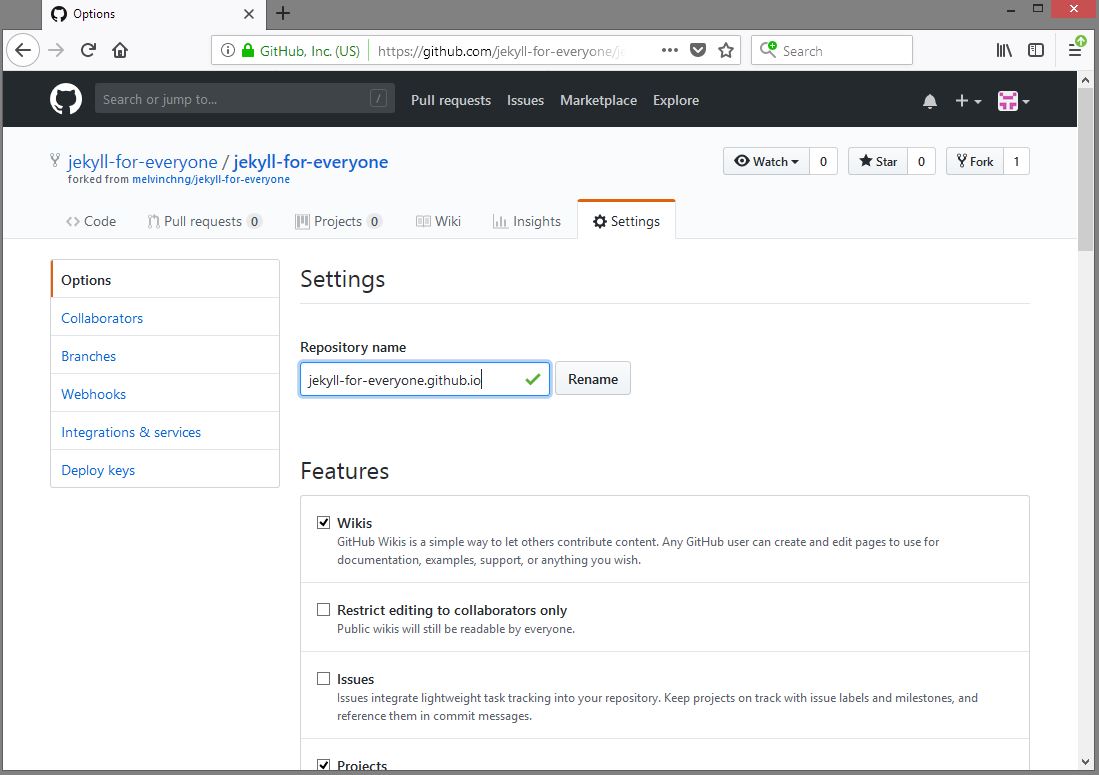 Options
GitHub, Inc. (US)
https://github.com/jekyll-for-everyone/je
Search
Search or jump to...
/
Pull requests
Issues
Marketplace
Explore
jekyll-for-everyone / jekyll-for-everyone
forked from melvinchng/jekyll-for-everyone
Watch 0
Star 0
Fork 1
Code
Pull requests 0
Projects 0
Wiki
Insights
Settings
Options
Collaborators
Branches
Webhooks
Integrations & services
Deploy keys
Settings
Repository name
jekyll-for-everyone.github.io
Rename
Features
Wikis
GitHub Wikis is a simple way to let others contribute content. Any GitHub user can create and edit pages to use for
documentation, examples, support, or anything you wish.
Restrict editing to collaborators only
Public wikis will still be readable by everyone.
Issues
Issues integrate lightweight task tracking into your repository. Keep projects on track with issue labels and milestones, and
reference them in commit messages.
Projects